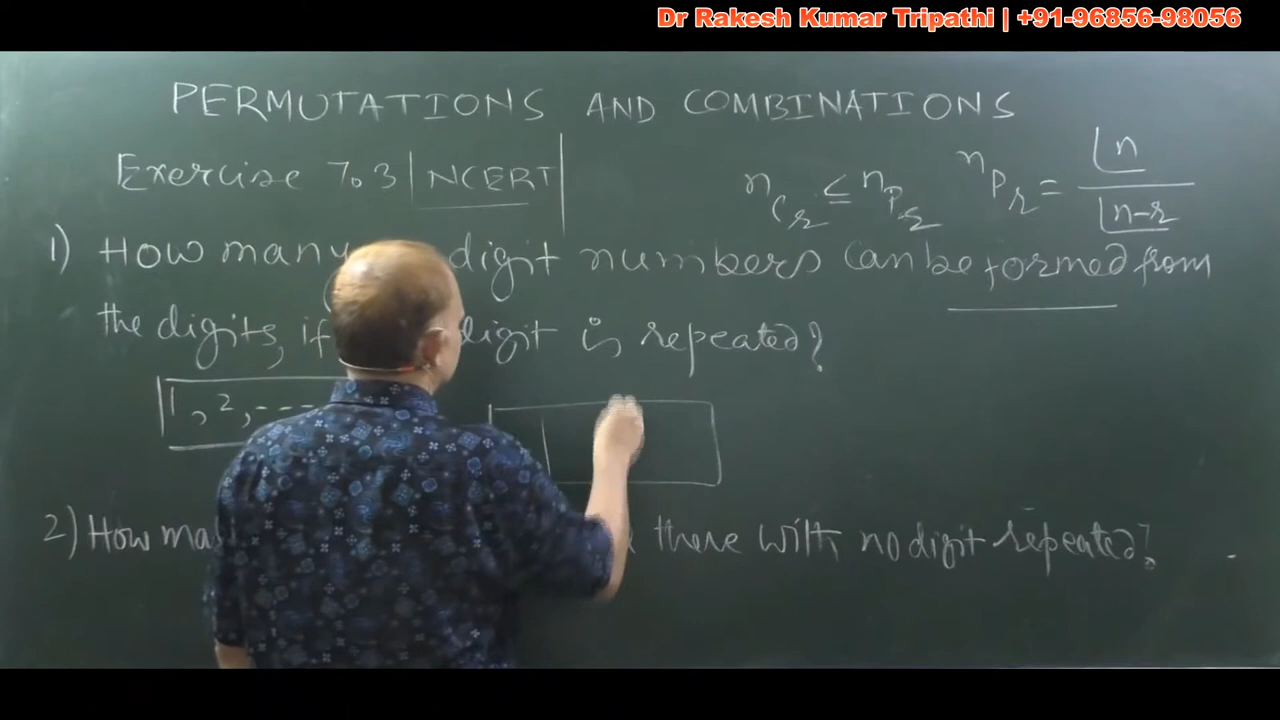 Dr Rakesh Kumar Tripathi | +91-96856-98056
PERMUTATIONS AND COMBINATIONS
Exercise 7.3 | NCERT
nCr ≤ nPr nPr = ⌊n / ⌊n-r
1) How many digit numbers can be formed from
the digits, if digit is repeated?
1, 2, ---
2) How there with no digit repeated?